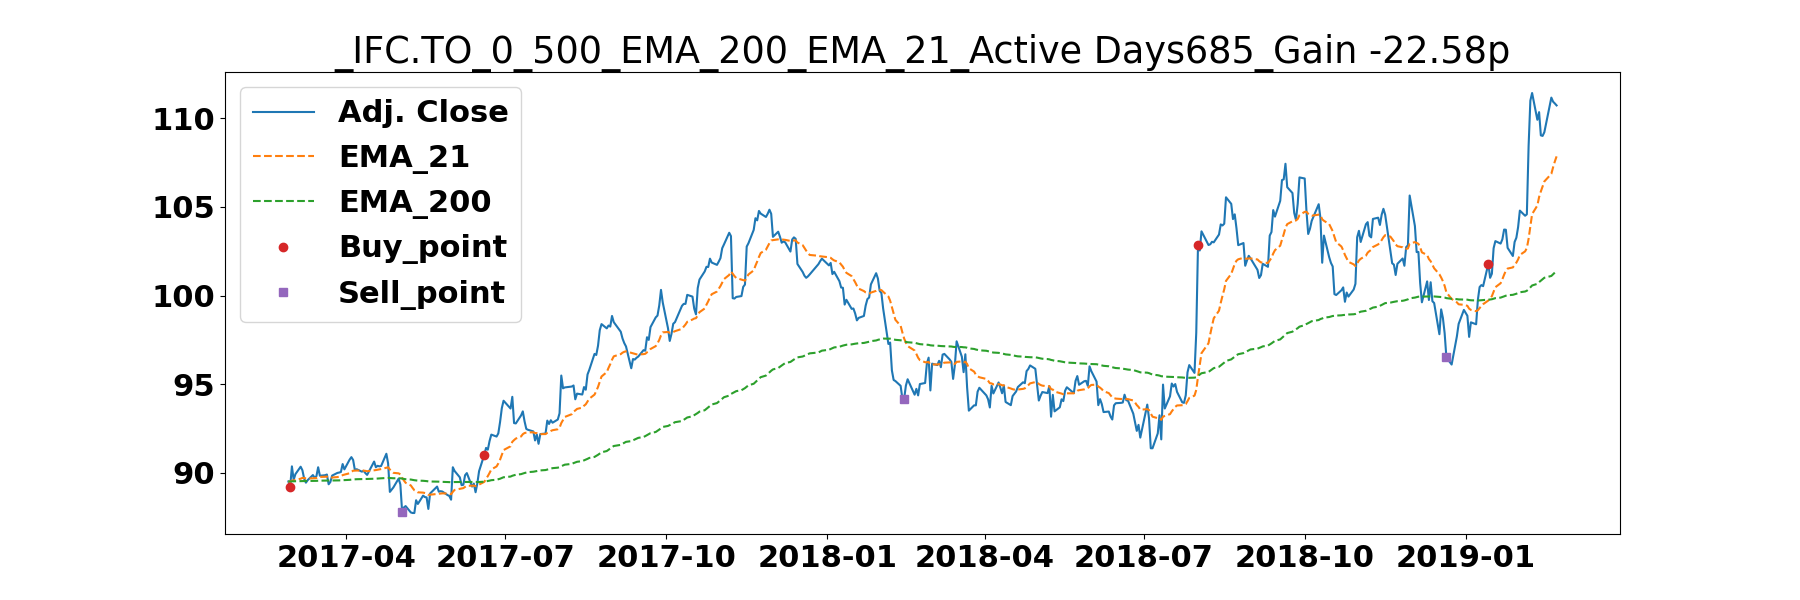 _IFC.TO_0_500_EMA_200_EMA_21_Active Days685_Gain -22.58p
110
105
100
95
90
Adj. Close
EMA_21
EMA_200
Buy_point
Sell_point
2017-04 2017-07 2017-10 2018-01 2018-04 2018-07 2018-10 2019-01